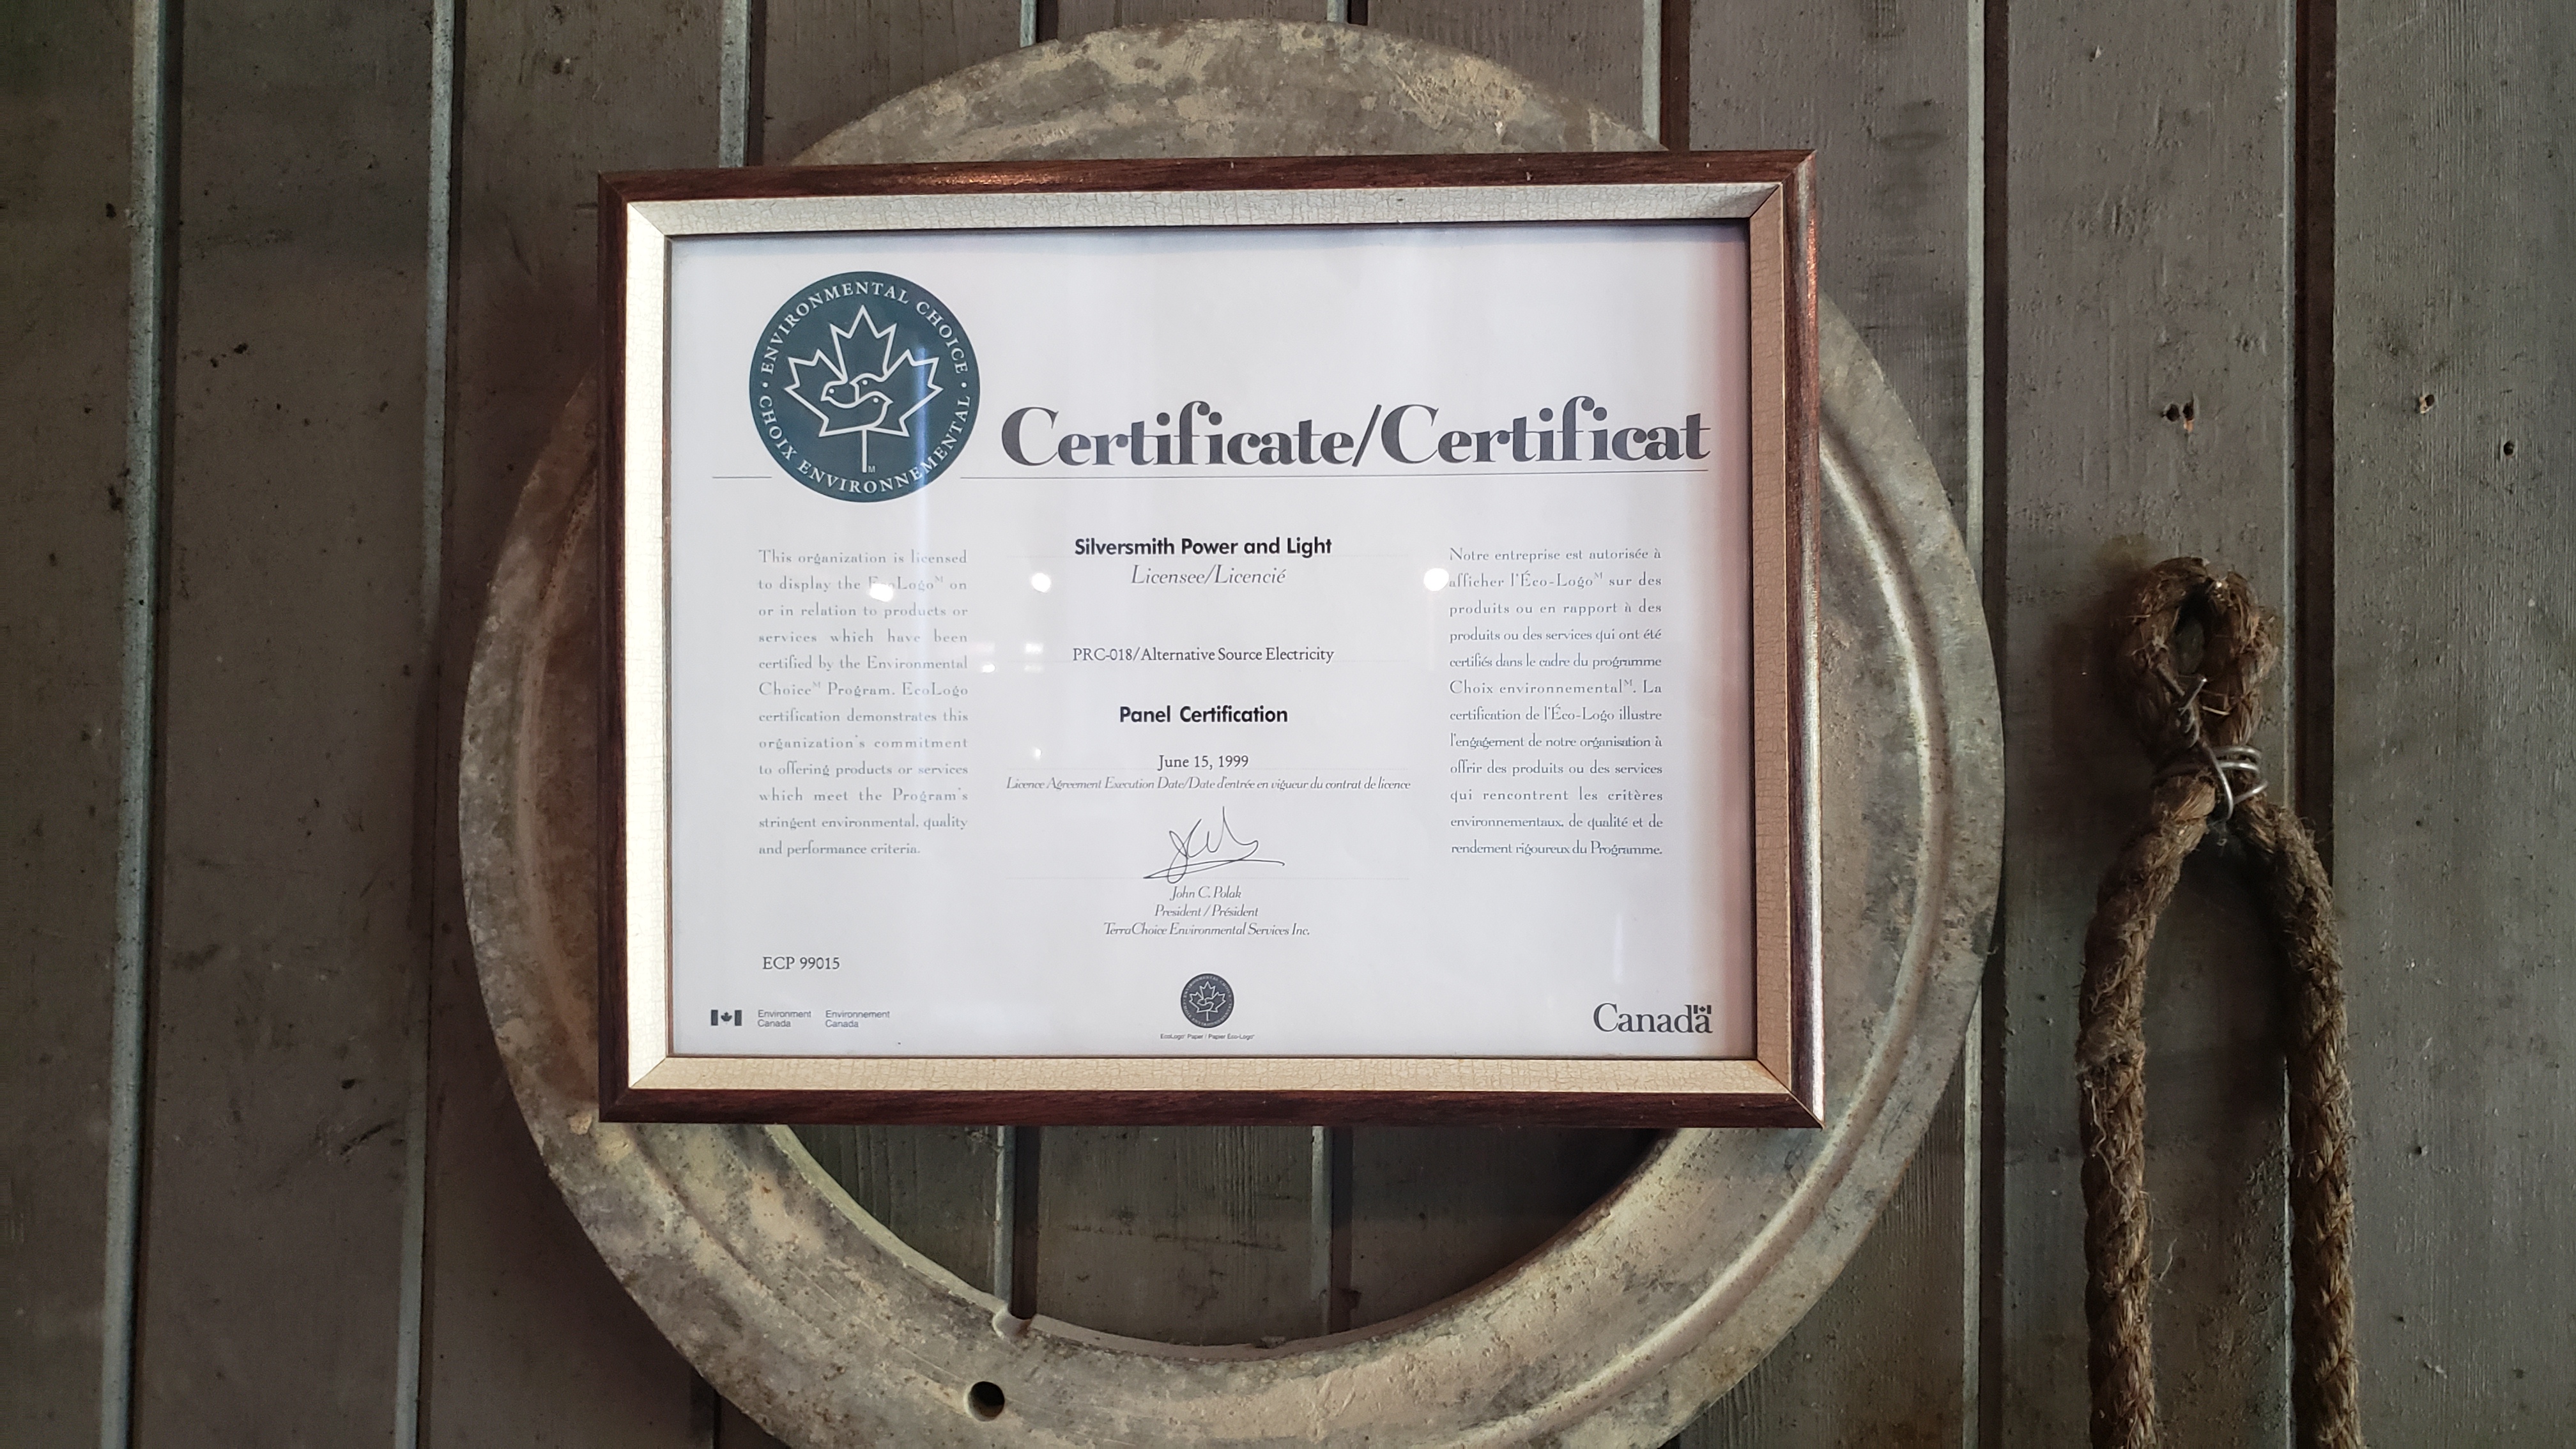 ENVIRONMENTAL CHOICE
CHOIX ENVIRONNEMENTAL
M
Certificate/Certificat
This organization is licensed
to display the EcoLogoᴹ on
or in relation to products or
services which have been
certified by the Environmental
Choiceᴹ Program. EcoLogo
certification demonstrates this
organization's commitment
to offering products or services
which meet the Program's
stringent environmental, quality
and performance criteria.
Silversmith Power and Light
Licensee/Licencié
PRC-018/Alternative Source Electricity
Panel Certification
June 15, 1999
Licence Agreement Execution Date/Date d'entrée en vigueur du contrat de licence
John C. Polak
President / Président
TerraChoice Environmental Services Inc.
Notre entreprise est autorisée à
afficher l'Éco-Logoᴹ sur des
produits ou en rapport à des
produits ou des services qui ont été
certifiés dans le cadre du programme
Choix environnementalᴹ. La
certification de l'Éco-Logo illustre
l'engagement de notre organisation à
offrir des produits ou des services
qui rencontrent les critères
environnementaux, de qualité et de
rendement rigoureux du Programme.
ECP 99015
Environment Canada
Environnement Canada
EcoLogo Paper / Papier Éco-Logo
Canada